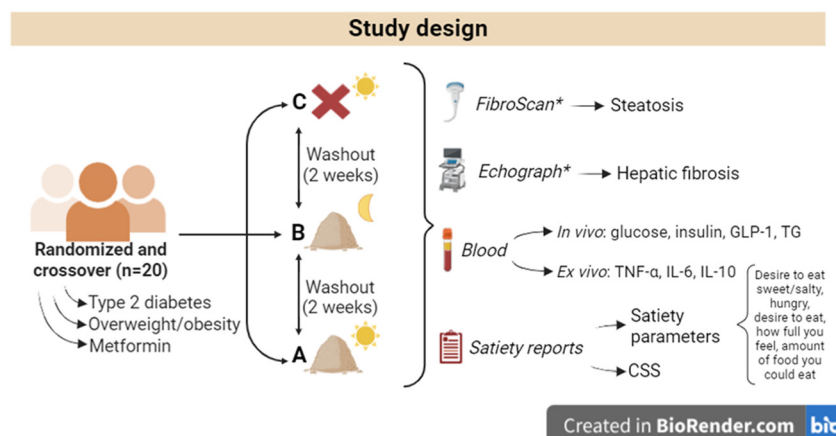 Study design
C
Washout
(2 weeks)
B
Washout
(2 weeks)
A
Randomized and
crossover (n=20)
Type 2 diabetes
Overweight/obesity
Metformin
FibroScan* Steatosis
Echograph* Hepatic fibrosis
Blood
In vivo: glucose, insulin, GLP-1, TG
Ex vivo: TNF-α, IL-6, IL-10
Satiety reports
Satiety
parameters
CSS
Desire to eat
sweet/salty,
hungry,
desire to eat,
how full you
feel, amount
of food you
could eat
Created in BioRender.com bio